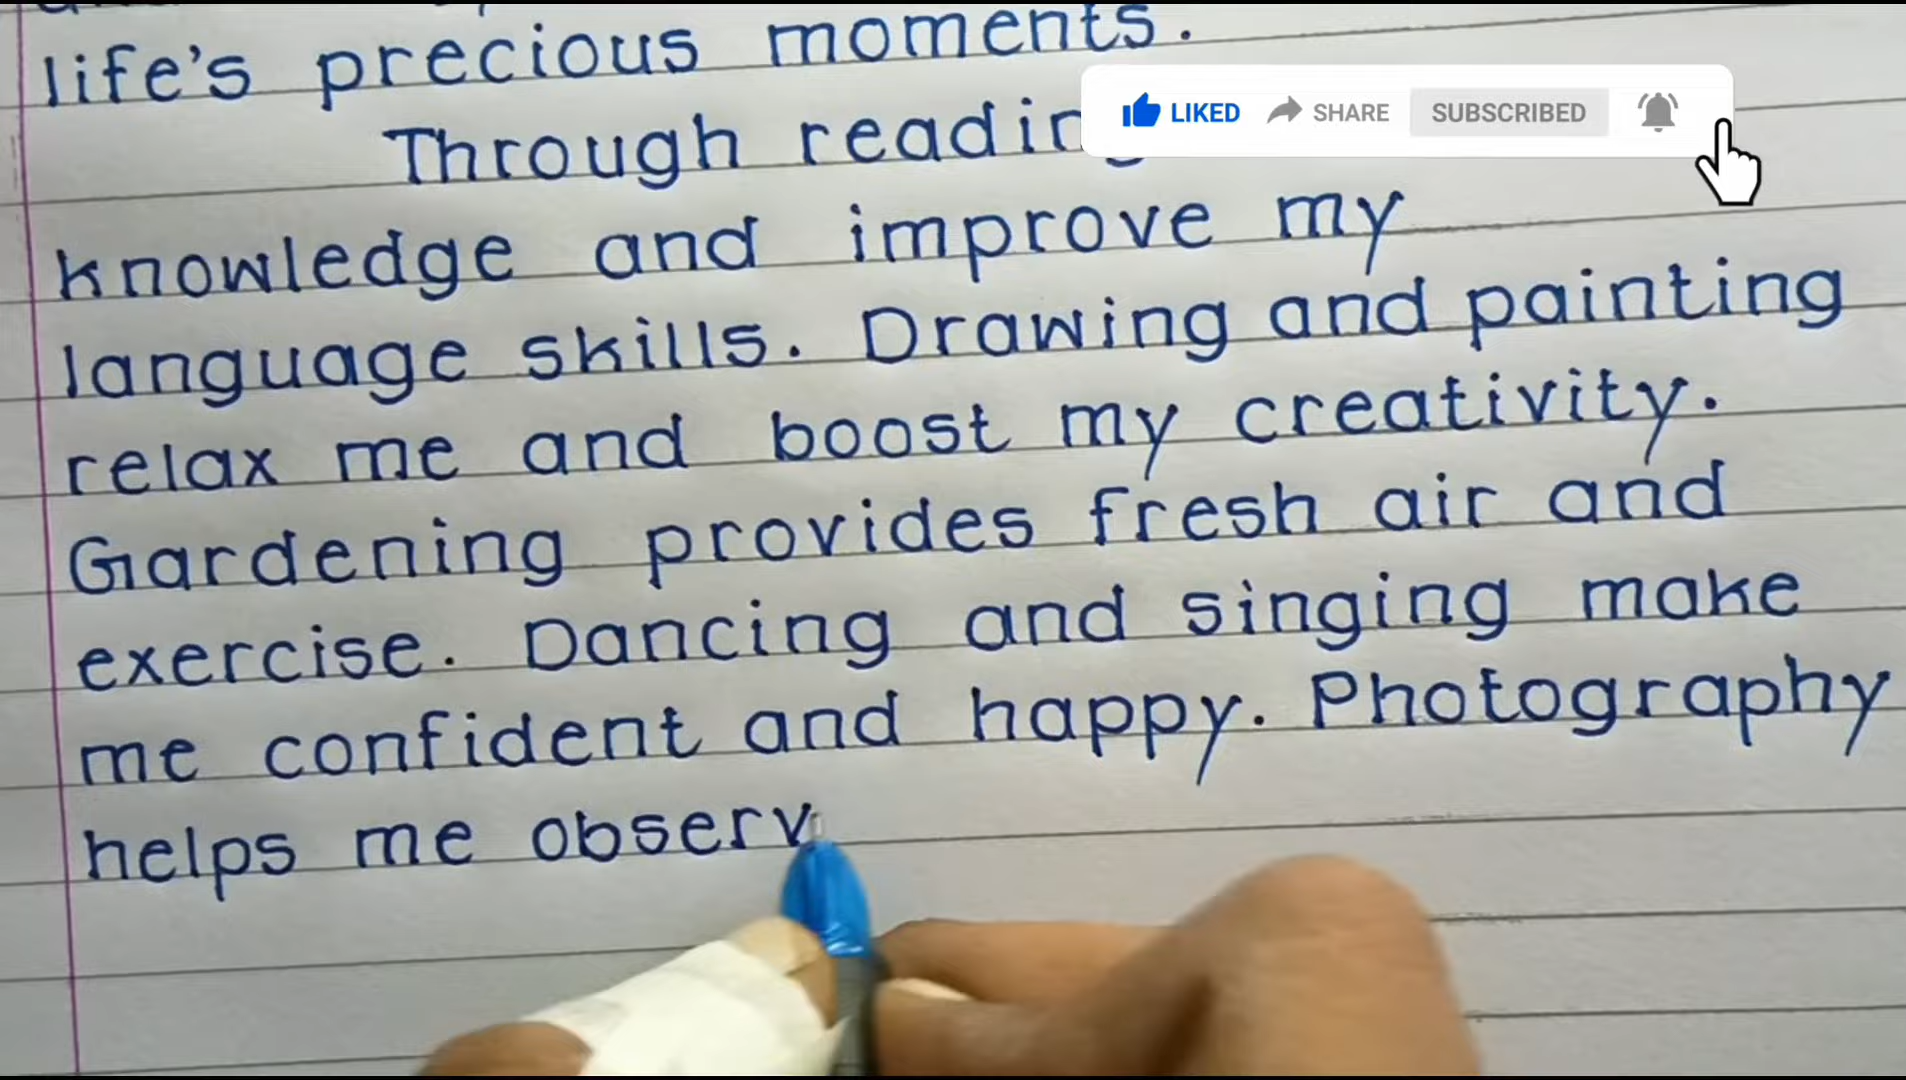 life's precious moments.
LIKED SHARE SUBSCRIBED
Through
knowledge and improve my
language skills. Drawing and painting
relax me and boost my creativity.
Gardening provides fresh air and
exercise. Dancing and singing make
me confident and happy. Photography
helps me observ